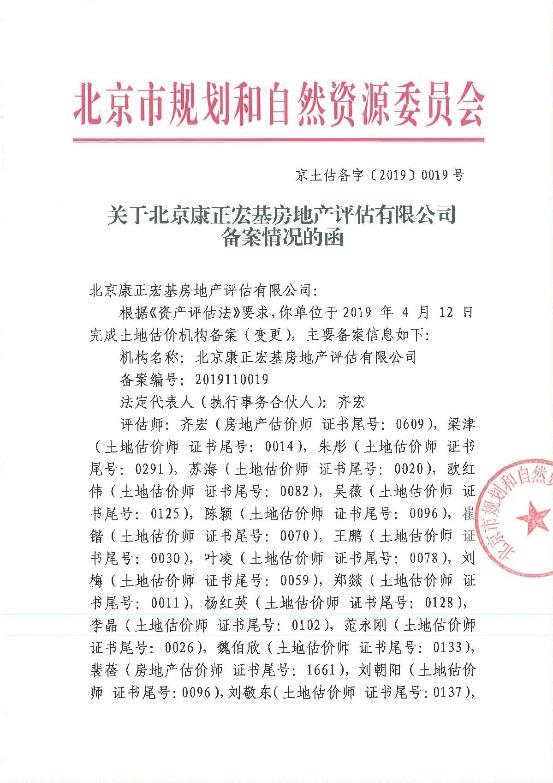 北京市规划和自然资源委员会
京土估备字〔2019〕0019号
关于北京康正宏基房地产评估有限公司
备案情况的函
北京康正宏基房地产评估有限公司:
根据《资产评估法》要求,你单位于2019 年 4 月 12 日
完成土地估价机构备案(变更),主要备案信息如下:
机构名称: 北京康正宏基房地产评估有限公司
备案编号: 2019110019
法定代表人(执行事务合伙人): 齐宏
评估师: 齐宏(房地产估价师 证书尾号: 0609), 梁津
(土地估价师 证书尾号: 0014), 朱彤(土地估价师 证书
尾号: 0291), 苏海(土地估价师 证书尾号: 0020), 欧红
伟(土地估价师 证书尾号: 0082), 吴薇(土地估价师 证
书尾号: 0125), 陈颖(土地估价师 证书尾号: 0096), 崔
锴(土地估价师 证书尾号: 0070), 王鹏(土地估价师 证
书尾号: 0030), 叶凌(土地估价师 证书尾号: 0078), 刘
梅(土地估价师 证书尾号: 0059), 郑燚(土地估价师 证
书尾号: 0011), 杨红英(土地估价师 证书尾号: 0128),
李晶(土地估价师 证书尾号: 0102), 范永刚(土地估价师
证书尾号: 0026), 魏伯欣(土地估价师 证书尾号: 0133),
裴蓓(房地产估价师 证书尾号: 1661), 刘朝阳(土地估价
师 证书尾号: 0096), 刘敬东(土地估价师 证书尾号: 0137),
北京市规划和自然资